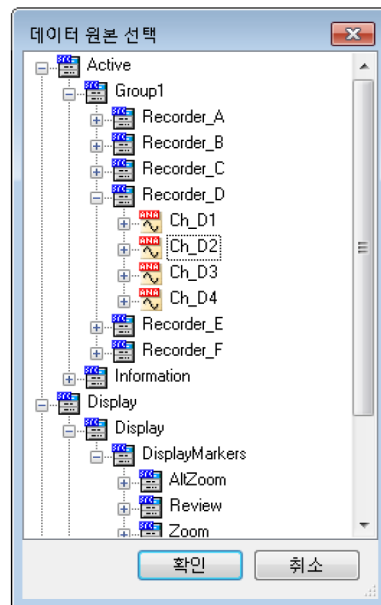 데이터 원본 선택
Active
Group1
Recorder_A
Recorder_B
Recorder_C
Recorder_D
Ch_D1
Ch_D2
Ch_D3
Ch_D4
Recorder_E
Recorder_F
Information
Display
Display
DisplayMarkers
AltZoom
Review
Zoom
확인 취소